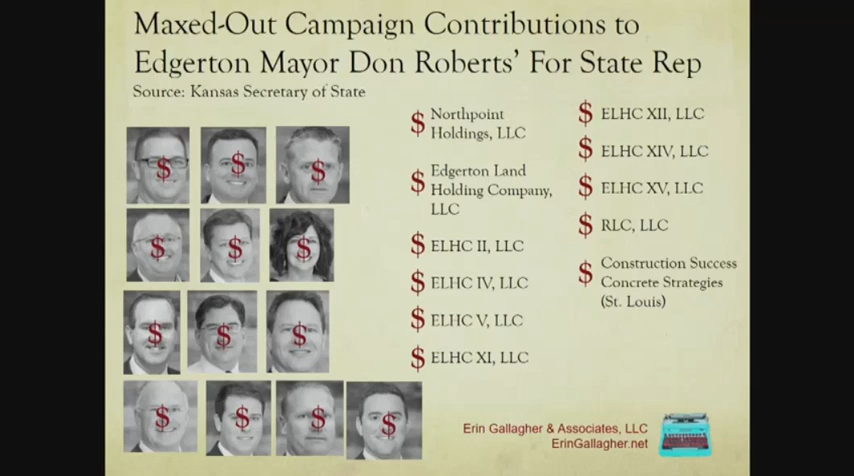 Maxed-Out Campaign Contributions to
Edgerton Mayor Don Roberts' For State Rep
Source: Kansas Secretary of State
$ $ $
$ $ $
$ $ $
$ $ $ $
$ Northpoint
Holdings, LLC
$ Edgerton Land
Holding Company,
LLC
$ ELHC II, LLC
$ ELHC IV, LLC
$ ELHC V, LLC
$ ELHC XI, LLC
$ ELHC XII, LLC
$ ELHC XIV, LLC
$ ELHC XV, LLC
$ RLC, LLC
$ Construction Success
Concrete Strategies
(St. Louis)
Erin Gallagher & Associates, LLC
ErinGallagher.net